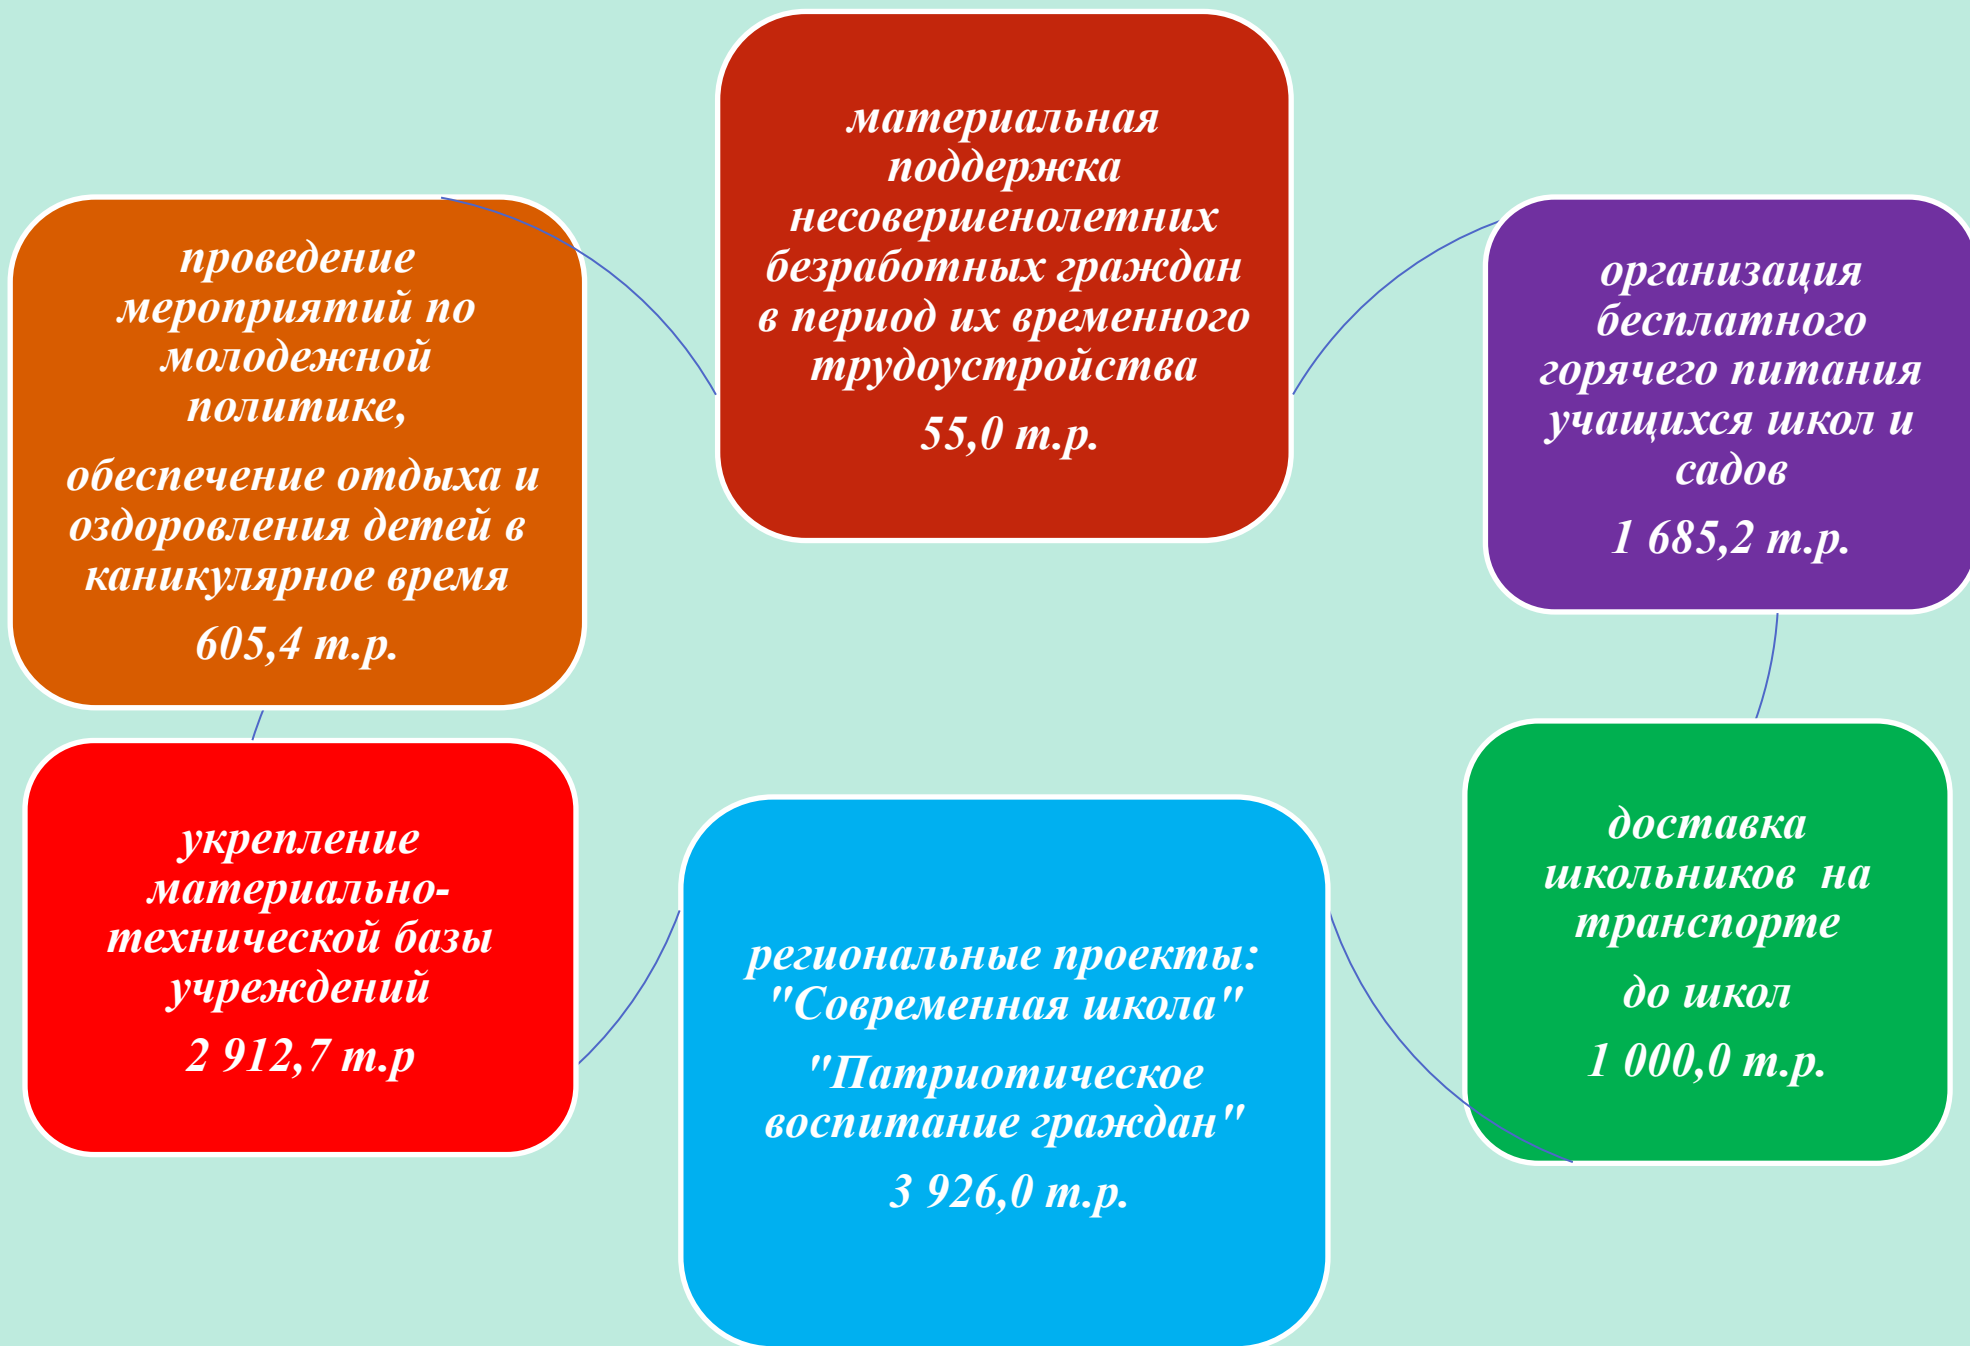 материальная
поддержка
несовершенолетних
безработных граждан
в период их временного
трудоустройства
55,0 т.р.
организация
бесплатного
горячего питания
учащихся школ и
садов
1 685,2 т.р.
доставка
школьников  на
транспорте
до школ
1 000,0 т.р.
региональные проекты:
"Современная школа"
"Патриотическое
воспитание граждан"
3 926,0 т.р.
укрепление
материально-
технической базы
учреждений
2 912,7 т.р
проведение
мероприятий по
молодежной
политике,
обеспечение отдыха и
оздоровления детей в
каникулярное время
605,4 т.р.